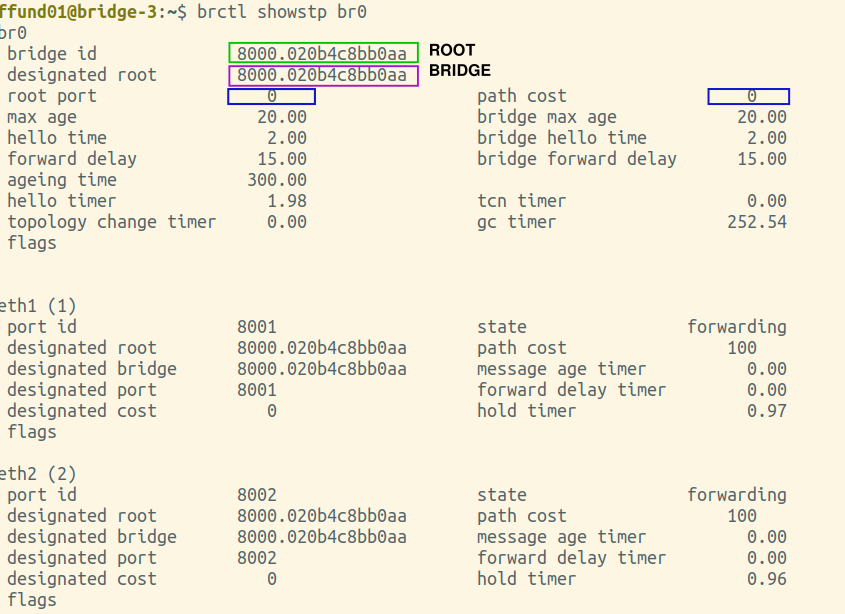 ffund01@bridge-3:~$ brctl showstp br0
br0
bridge id 8000.020b4c8bb0aa ROOT
designated root 8000.020b4c8bb0aa BRIDGE
root port 0 path cost 0
max age 20.00 bridge max age 20.00
hello time 2.00 bridge hello time 2.00
forward delay 15.00 bridge forward delay 15.00
ageing time 300.00
hello timer 1.98 tcn timer 0.00
topology change timer 0.00 gc timer 252.54
flags
eth1 (1)
port id 8001 state forwarding
designated root 8000.020b4c8bb0aa path cost 100
designated bridge 8000.020b4c8bb0aa message age timer 0.00
designated port 8001 forward delay timer 0.00
designated cost 0 hold timer 0.97
flags
eth2 (2)
port id 8002 state forwarding
designated root 8000.020b4c8bb0aa path cost 100
designated bridge 8000.020b4c8bb0aa message age timer 0.00
designated port 8002 forward delay timer 0.00
designated cost 0 hold timer 0.96
flags